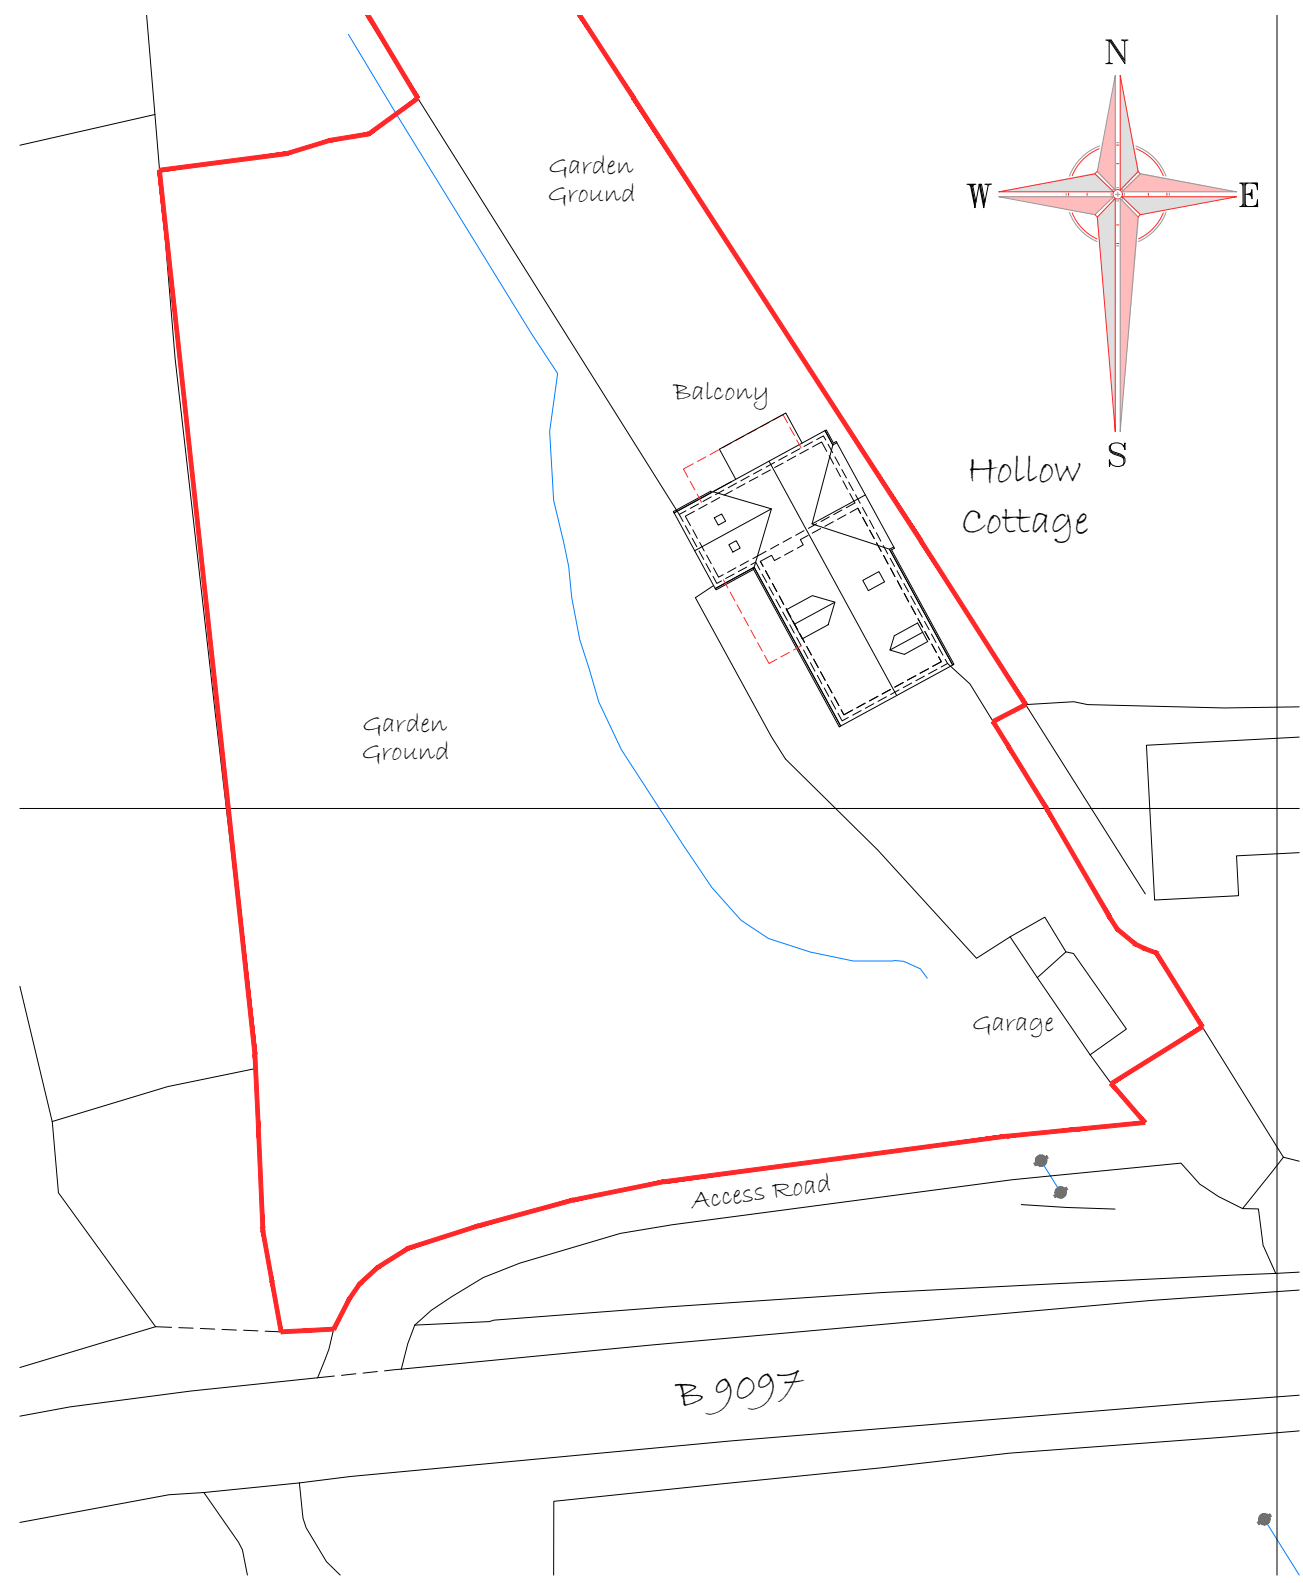 N
W
E
S
Garden
Ground
Balcony
Hollow
Cottage
Garden
Ground
Garage
Access Road
B 9097